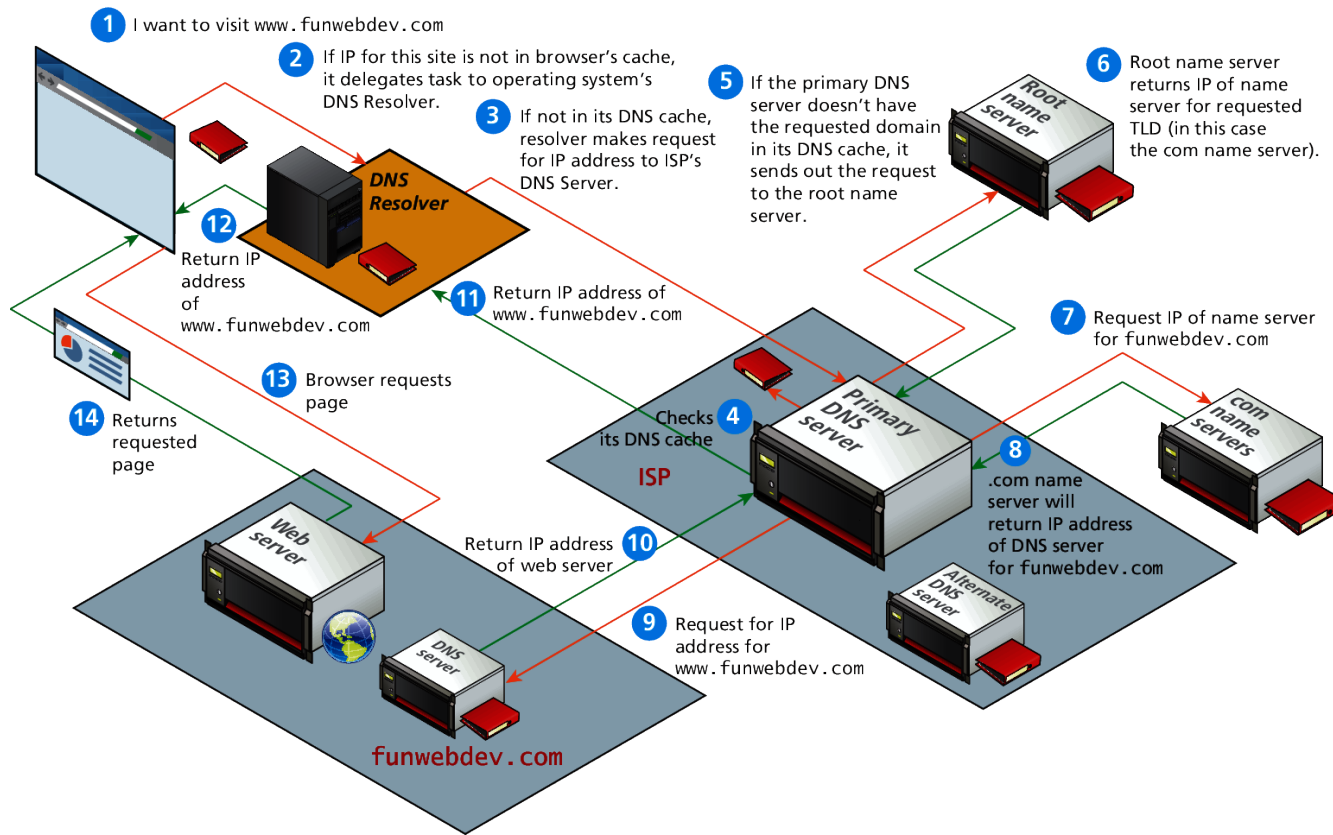 1 I want to visit www.funwebdev.com
2 If IP for this site is not in browser's cache,
it delegates task to operating system's
DNS Resolver.
3 If not in its DNS cache,
resolver makes request
for IP address to ISP's
DNS Server.
DNS
Resolver
Checks 4
its DNS cache
ISP
Primary
DNS
server
Alternate
DNS
server
5 If the primary DNS
server doesn't have
the requested domain
in its DNS cache, it
sends out the request
to the root name
server.
Root
name
server
6 Root name server
returns IP of name
server for requested
TLD (in this case
the com name server).
7 Request IP of name server
for funwebdev.com
com
name
servers
8
.com name
server will
return IP address
of DNS server
for funwebdev.com
9 Request for IP
address for
www.funwebdev.com
Return IP address 10
of web server
11 Return IP address of
www.funwebdev.com
12
Return IP
address
of
www.funwebdev.com
13 Browser requests
page
14 Returns
requested
page
Web
server
DNS
server
funwebdev.com